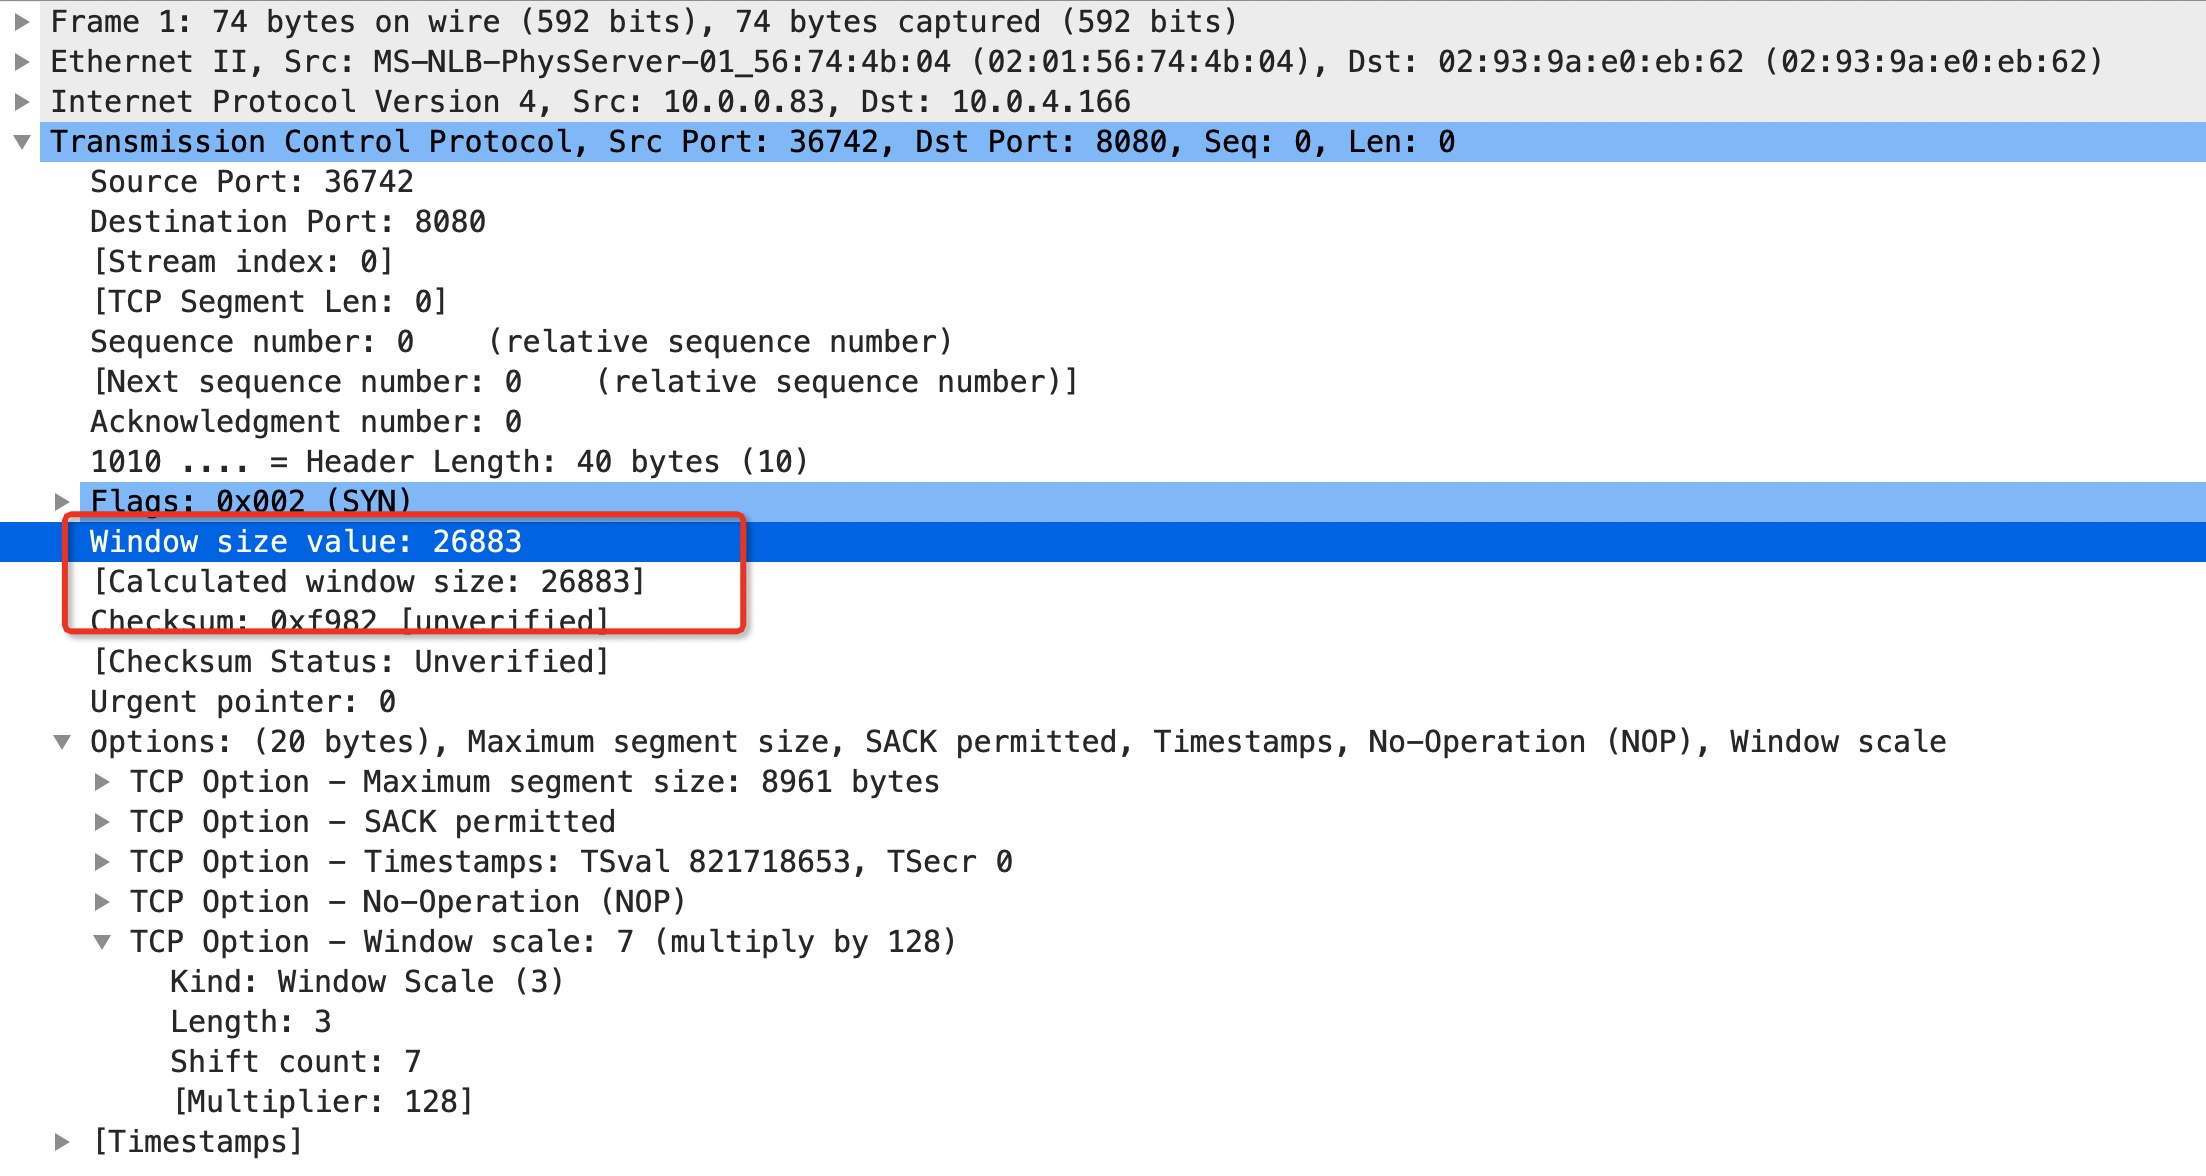 Frame 1: 74 bytes on wire (592 bits), 74 bytes captured (592 bits)
Ethernet II, Src: MS-NLB-PhysServer-01_56:74:4b:04 (02:01:56:74:4b:04), Dst: 02:93:9a:e0:eb:62 (02:93:9a:e0:eb:62)
Internet Protocol Version 4, Src: 10.0.0.83, Dst: 10.0.4.166
Transmission Control Protocol, Src Port: 36742, Dst Port: 8080, Seq: 0, Len: 0
Source Port: 36742
Destination Port: 8080
[Stream index: 0]
[TCP Segment Len: 0]
Sequence number: 0    (relative sequence number)
[Next sequence number: 0    (relative sequence number)]
Acknowledgment number: 0
1010 .... = Header Length: 40 bytes (10)
Flags: 0x002 (SYN)
Window size value: 26883
[Calculated window size: 26883]
Checksum: 0xf982 [unverified]
[Checksum Status: Unverified]
Urgent pointer: 0
Options: (20 bytes), Maximum segment size, SACK permitted, Timestamps, No-Operation (NOP), Window scale
TCP Option – Maximum segment size: 8961 bytes
TCP Option – SACK permitted
TCP Option – Timestamps: TSval 821718653, TSecr 0
TCP Option – No-Operation (NOP)
TCP Option – Window scale: 7 (multiply by 128)
Kind: Window Scale (3)
Length: 3
Shift count: 7
[Multiplier: 128]
[Timestamps]